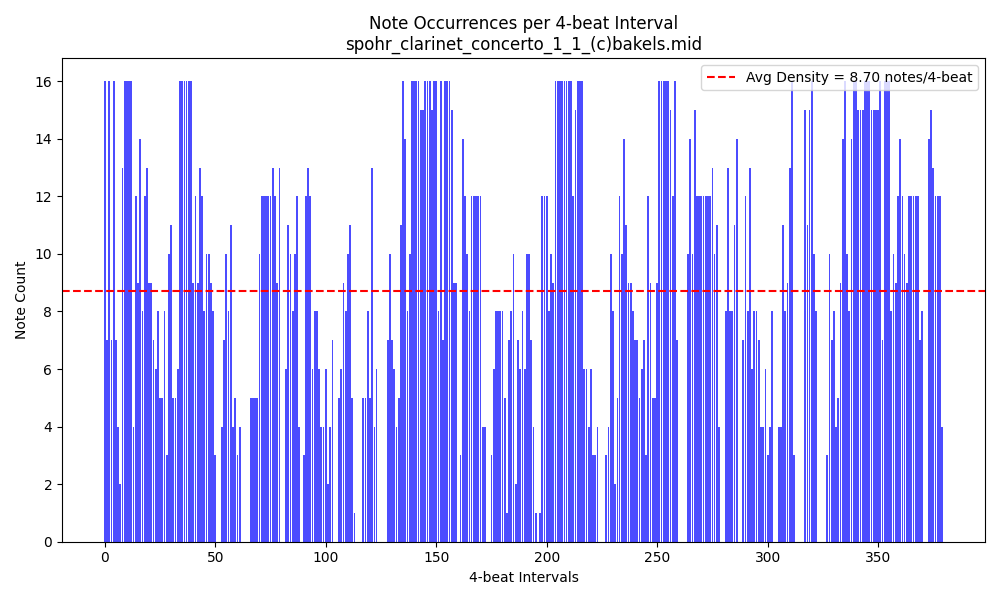 Note Occurrences per 4-beat Interval
spohr_clarinet_concerto_1_1_(c)bakels.mid
Avg Density = 8.70 notes/4-beat
Note Count
16
14
12
10
8
6
4
2
0
0 50 100 150 200 250 300 350
4-beat Intervals